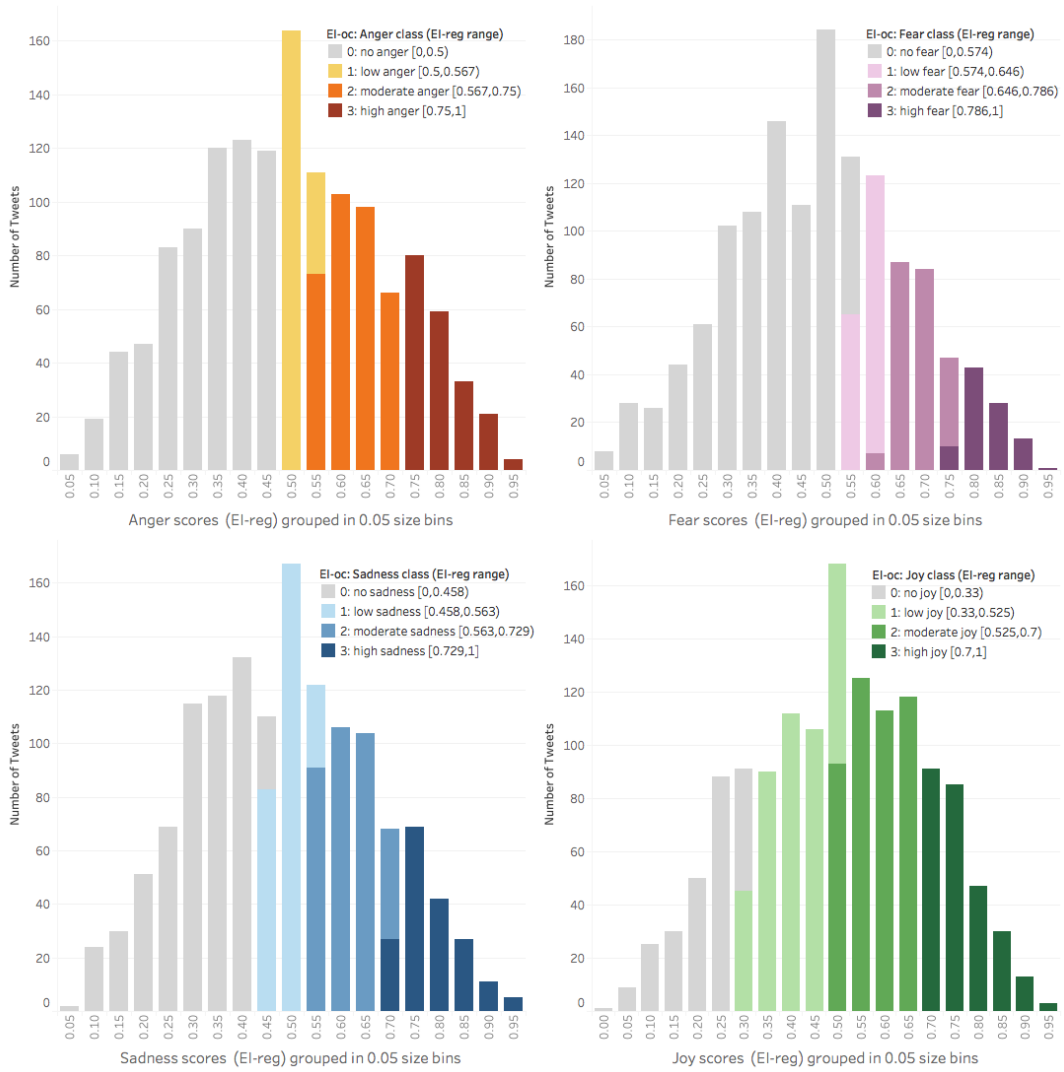 EI-oc: Anger class (EI-reg range)
0: no anger [0,0.5)
1: low anger [0.5,0.567)
2: moderate anger [0.567,0.75)
3: high anger [0.75,1]
Number of Tweets
160
140
120
100
80
60
40
20
0
0.05 0.10 0.15 0.20 0.25 0.30 0.35 0.40 0.45 0.50 0.55 0.60 0.65 0.70 0.75 0.80 0.85 0.90 0.95
Anger scores (EI-reg) grouped in 0.05 size bins
EI-oc: Fear class (EI-reg range)
0: no fear [0,0.574)
1: low fear [0.574,0.646)
2: moderate fear [0.646,0.786)
3: high fear [0.786,1]
Number of Tweets
180
160
140
120
100
80
60
40
20
0
0.05 0.10 0.15 0.20 0.25 0.30 0.35 0.40 0.45 0.50 0.55 0.60 0.65 0.70 0.75 0.80 0.85 0.90 0.95
Fear scores (EI-reg) grouped in 0.05 size bins
EI-oc: Sadness class (EI-reg range)
0: no sadness [0,0.458)
1: low sadness [0.458,0.563)
2: moderate sadness [0.563,0.729)
3: high sadness [0.729,1]
Number of Tweets
160
140
120
100
80
60
40
20
0
0.05 0.10 0.15 0.20 0.25 0.30 0.35 0.40 0.45 0.50 0.55 0.60 0.65 0.70 0.75 0.80 0.85 0.90 0.95
Sadness scores (EI-reg) grouped in 0.05 size bins
EI-oc: Joy class (EI-reg range)
0: no joy [0,0.33)
1: low joy [0.33,0.525)
2: moderate joy [0.525,0.7)
3: high joy [0.7,1]
Number of Tweets
160
140
120
100
80
60
40
20
0
0.00 0.05 0.10 0.15 0.20 0.25 0.30 0.35 0.40 0.45 0.50 0.55 0.60 0.65 0.70 0.75 0.80 0.85 0.90 0.95
Joy scores (EI-reg) grouped in 0.05 size bins